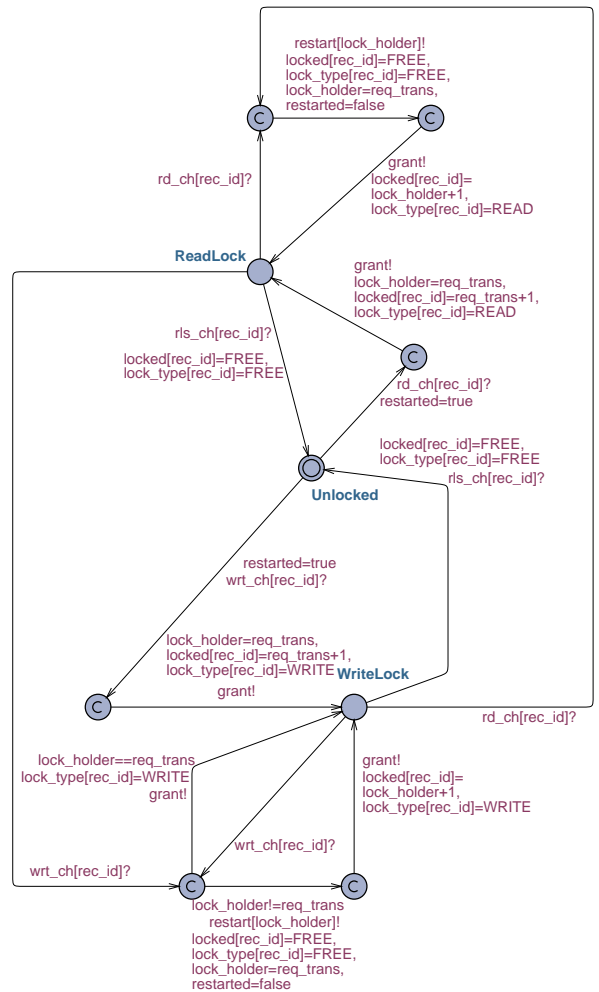 restart[lock_holder]!
locked[rec_id]=FREE,
lock_type[rec_id]=FREE,
lock_holder=req_trans,
restarted=false
C
C
grant!
locked[rec_id]=
lock_holder+1,
lock_type[rec_id]=READ
rd_ch[rec_id]?
ReadLock
grant!
lock_holder=req_trans,
locked[rec_id]=req_trans+1,
lock_type[rec_id]=READ
rls_ch[rec_id]?
locked[rec_id]=FREE,
lock_type[rec_id]=FREE
C
rd_ch[rec_id]?
restarted=true
locked[rec_id]=FREE,
lock_type[rec_id]=FREE
rls_ch[rec_id]?
Unlocked
restarted=true
wrt_ch[rec_id]?
lock_holder=req_trans,
locked[rec_id]=req_trans+1,
lock_type[rec_id]=WRITE
grant!
WriteLock
C
rd_ch[rec_id]?
lock_holder==req_trans
lock_type[rec_id]=WRITE
grant!
grant!
locked[rec_id]=
lock_holder+1,
lock_type[rec_id]=WRITE
wrt_ch[rec_id]?
wrt_ch[rec_id]?
C
C
lock_holder!=req_trans
restart[lock_holder]!
locked[rec_id]=FREE,
lock_type[rec_id]=FREE,
lock_holder=req_trans,
restarted=false